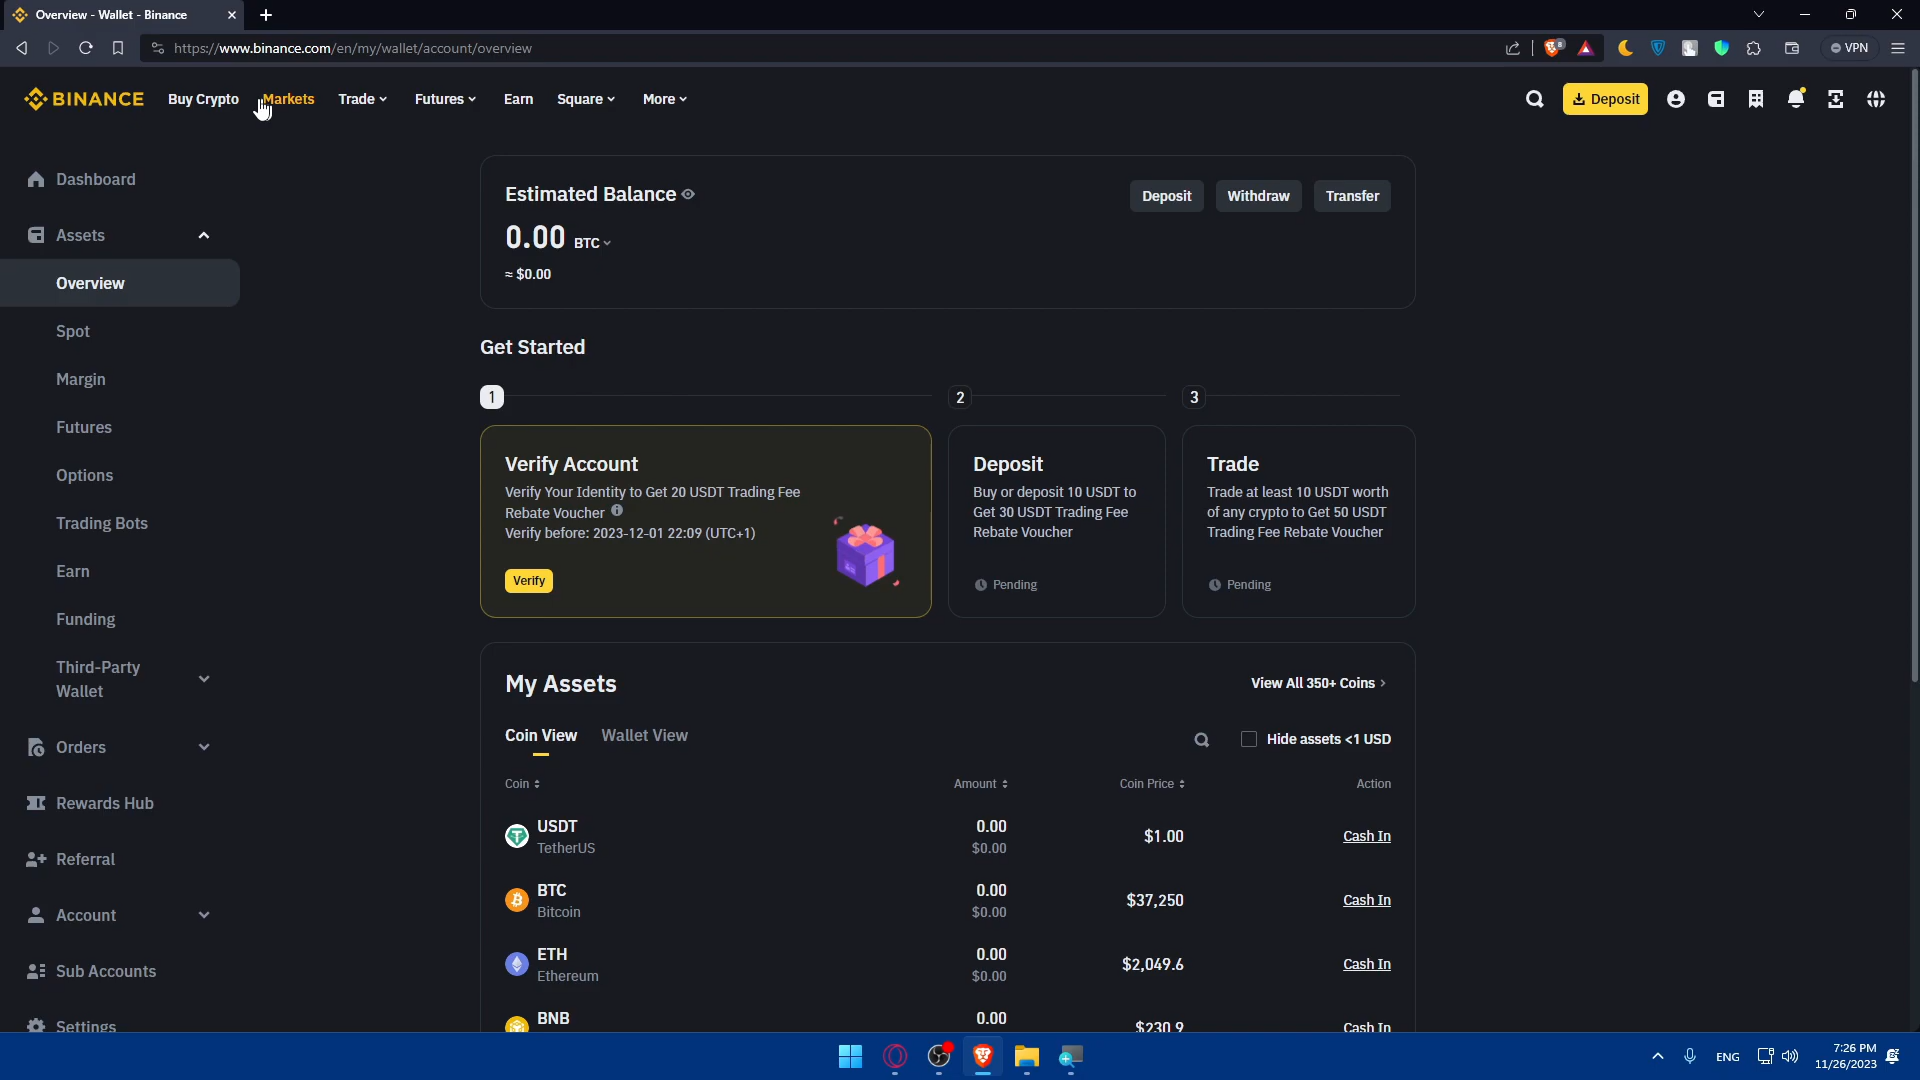 Overview - Wallet - Binance
https://www.binance.com/en/my/wallet/account/overview
8
VPN
BINANCE
Buy Crypto
Markets
Trade
Futures
Earn
Square
More
Deposit
Dashboard
Assets
Overview
Spot
Margin
Futures
Options
Trading Bots
Earn
Funding
Third-Party
Wallet
Orders
Rewards Hub
Referral
Account
Sub Accounts
Settings
Estimated Balance
Deposit
Withdraw
Transfer
0.00 BTC
≈ $0.00
Get Started
1
2
3
Verify Account
Verify Your Identity to Get 20 USDT Trading Fee
Rebate Voucher
Verify before: 2023-12-01 22:09 (UTC+1)
Verify
Deposit
Buy or deposit 10 USDT to
Get 30 USDT Trading Fee
Rebate Voucher
Pending
Trade
Trade at least 10 USDT worth
of any crypto to Get 50 USDT
Trading Fee Rebate Voucher
Pending
My Assets
View All 350+ Coins
Coin View
Wallet View
Hide assets <1 USD
Coin
Amount
Coin Price
Action
USDT
TetherUS
0.00
$0.00
$1.00
Cash In
BTC
Bitcoin
0.00
$0.00
$37,250
Cash In
ETH
Ethereum
0.00
$0.00
$2,049.6
Cash In
BNB
0.00
$230.9
Cash In
ENG
7:26 PM
11/26/2023